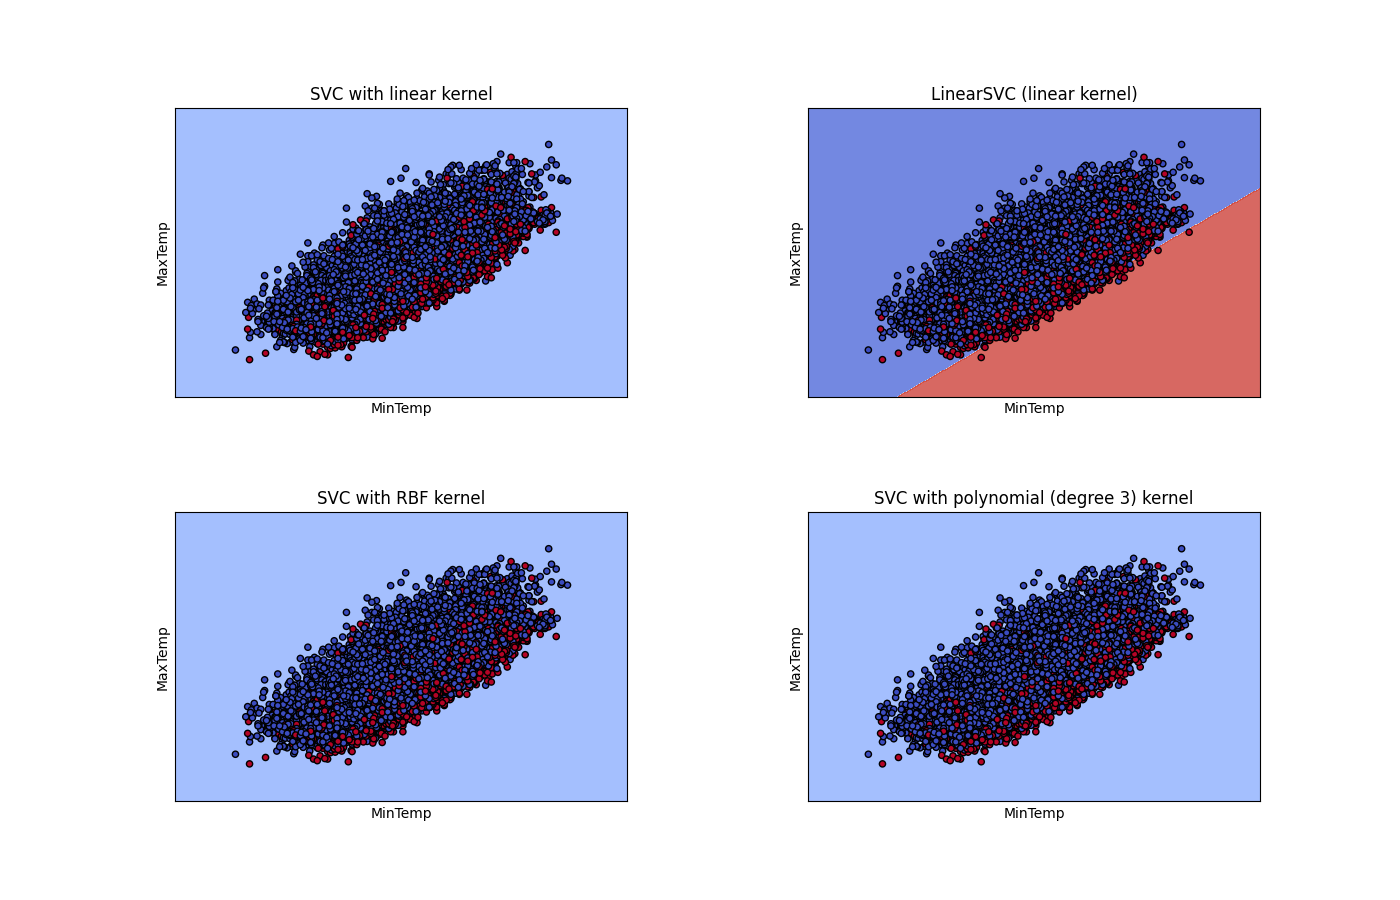 SVC with linear kernel
MaxTemp
MinTemp
LinearSVC (linear kernel)
MaxTemp
MinTemp
SVC with RBF kernel
MaxTemp
MinTemp
SVC with polynomial (degree 3) kernel
MaxTemp
MinTemp